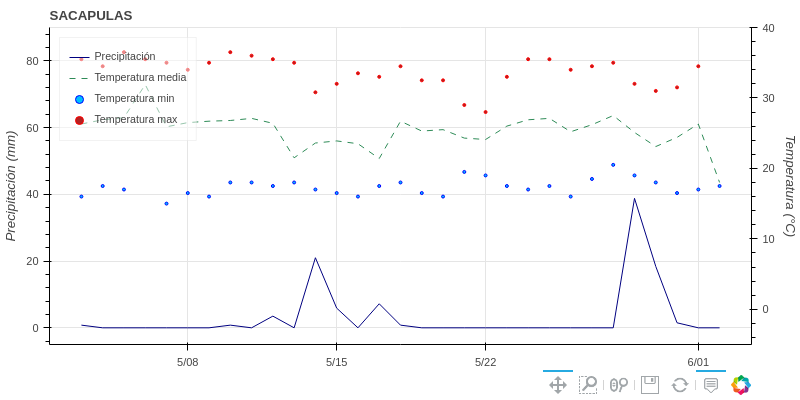 SACAPULAS
Precipitación
Temperatura media
Temperatura min
Temperatura max
Precipitación (mm)
80
60
40
20
0
Temperatura (°C)
40
30
20
10
0
5/08
5/15
5/22
6/01